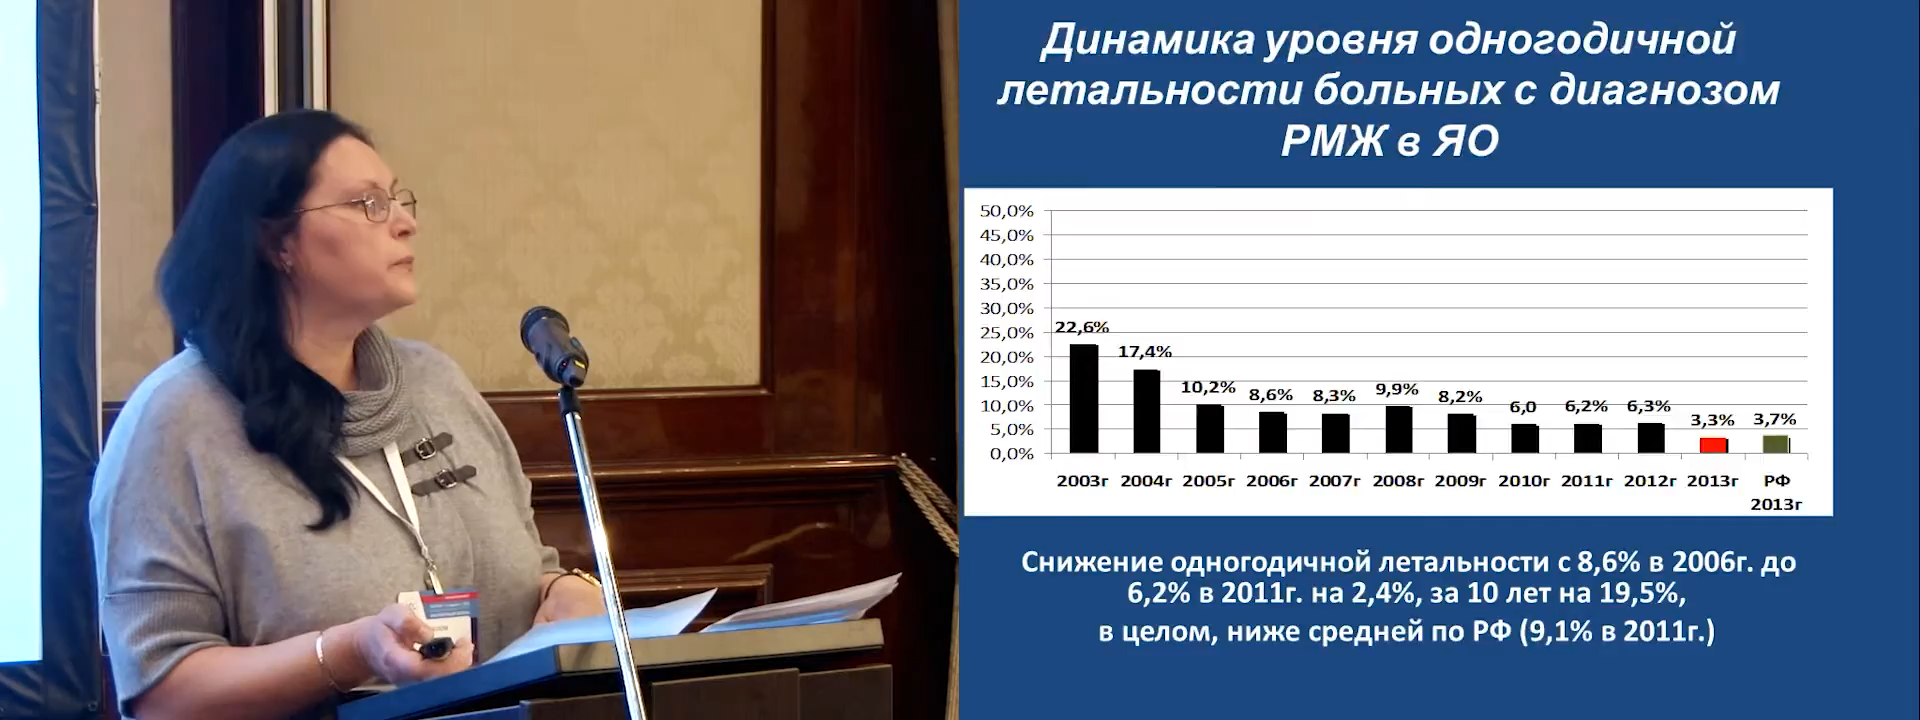 Динамика уровня одногодичной
летальности больных с диагнозом
РМЖ в ЯО
50,0%
45,0%
40,0%
35,0%
30,0%
25,0%
20,0%
15,0%
10,0%
5,0%
0,0%
22,6%
17,4%
10,2%
8,6%
8,3%
9,9%
8,2%
6,0
6,2%
6,3%
3,3%
3,7%
2003г 2004г 2005г 2006г 2007г 2008г 2009г 2010г 2011г 2012г 2013г РФ
2013г
Снижение одногодичной летальности с 8,6% в 2006г. до
6,2% в 2011г. на 2,4%, за 10 лет на 19,5%,
в целом, ниже средней по РФ (9,1% в 2011г.)